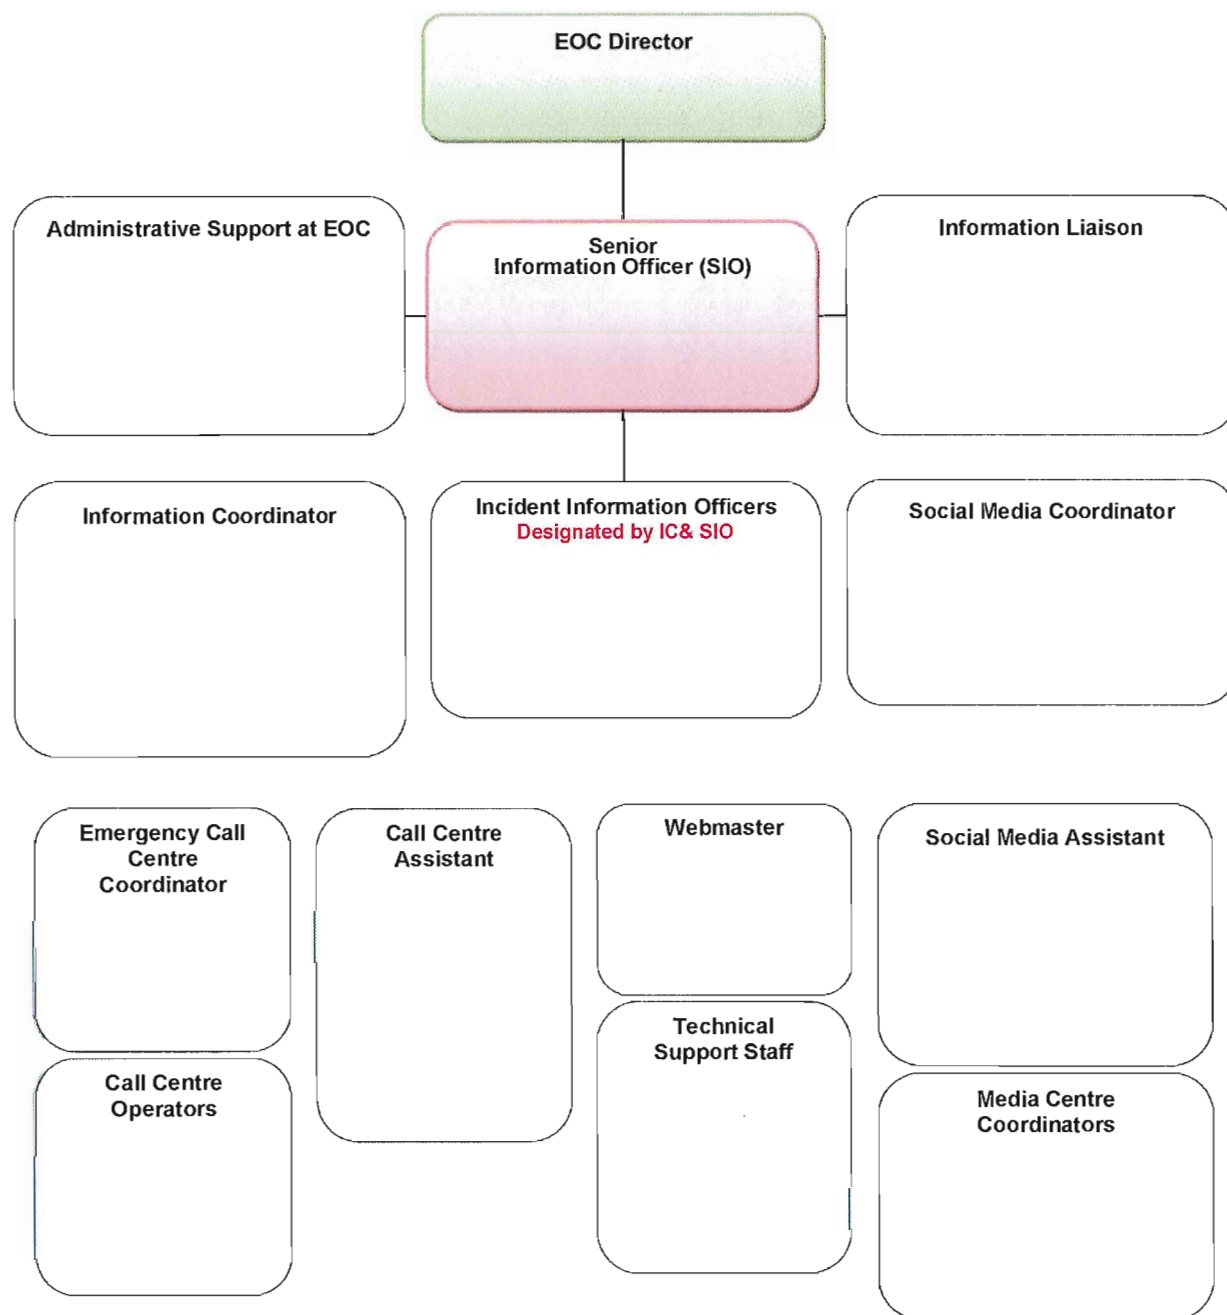 EOC Director
Administrative Support at EOC
Senior
Information Officer (SIO)
Information Liaison
Information Coordinator
Incident Information Officers
Designated by IC& SIO
Social Media Coordinator
Emergency Call
Centre
Coordinator
Call Centre
Assistant
Webmaster
Social Media Assistant
Call Centre
Operators
Technical
Support Staff
Media Centre
Coordinators